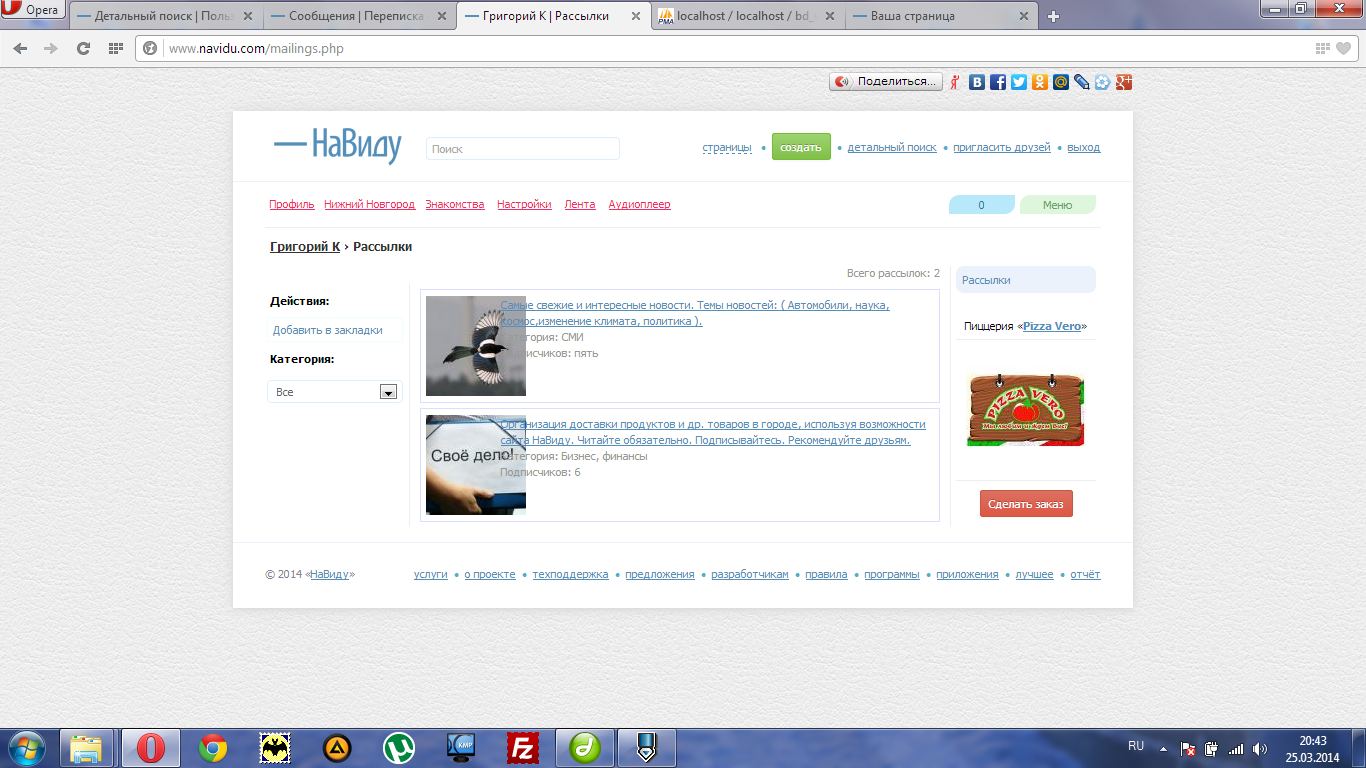 Opera
Детальный поиск | Поль
Сообщения | Переписка
Григорий К | Рассылки
localhost / localhost / bd_
Ваша страница
www.navidu.com/mailings.php
Поделиться...
НаВиду
Поиск
страницы • создать • детальный поиск • пригласить друзей • выход
Профиль Нижний Новгород Знакомства Настройки Лента Аудиоплеер
0 Меню
Григорий К › Рассылки
Всего рассылок: 2
Действия:
Добавить в закладки
Категория:
Все
Самые свежие и интересные новости. Темы новостей: ( Автомобили, наука,
космос,изменение климата, политика ).
Категория: СМИ
Подписчиков: пять
Своё дело!
Организация доставки продуктов и др. товаров в городе, используя возможности
сайта НаВиду. Читайте обязательно. Подписывайтесь. Рекомендуйте друзьям.
Категория: Бизнес, финансы
Подписчиков: 6
Рассылки
Пиццерия «Pizza Vero»
PIZZA VERO
Сделать заказ
© 2014 «НаВиду»
услуги • о проекте • техподдержка • предложения • разработчикам • правила • программы • приложения • лучшее • отчёт
KMP
FZ
RU
20:43
25.03.2014